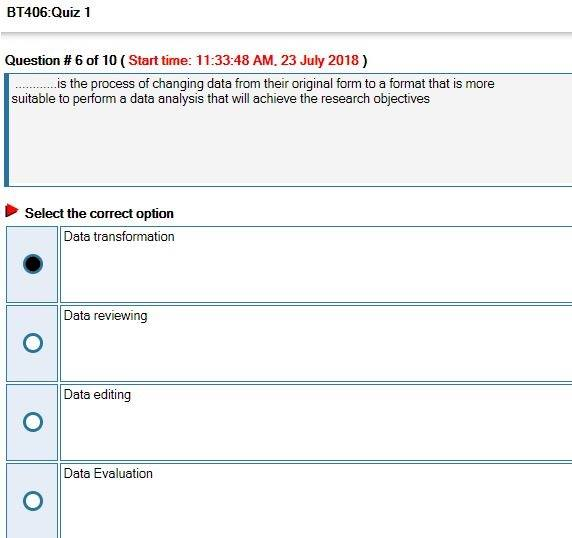 BT406:Quiz 1
Question # 6 of 10 ( Start time: 11:33:48 AM, 23 July 2018 )
............is the process of changing data from their original form to a format that is more
suitable to perform a data analysis that will achieve the research objectives
Select the correct option
Data transformation
Data reviewing
Data editing
Data Evaluation